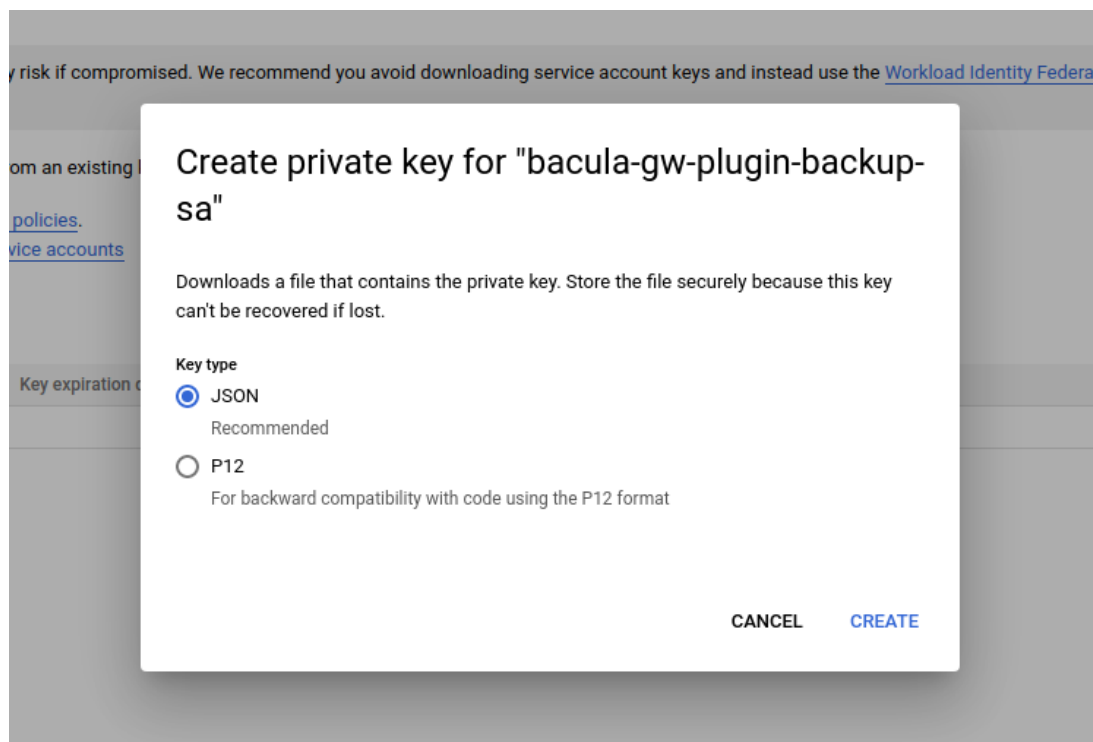 risk if compromised. We recommend you avoid downloading service account keys and instead use the Workload Identity Federa
om an existing
Create private key for "bacula-gw-plugin-backup-
sa"
policies.
vice accounts
Downloads a file that contains the private key. Store the file securely because this key
can't be recovered if lost.
Key type
Key expiration
JSON
Recommended
P12
For backward compatibility with code using the P12 format
CANCEL CREATE